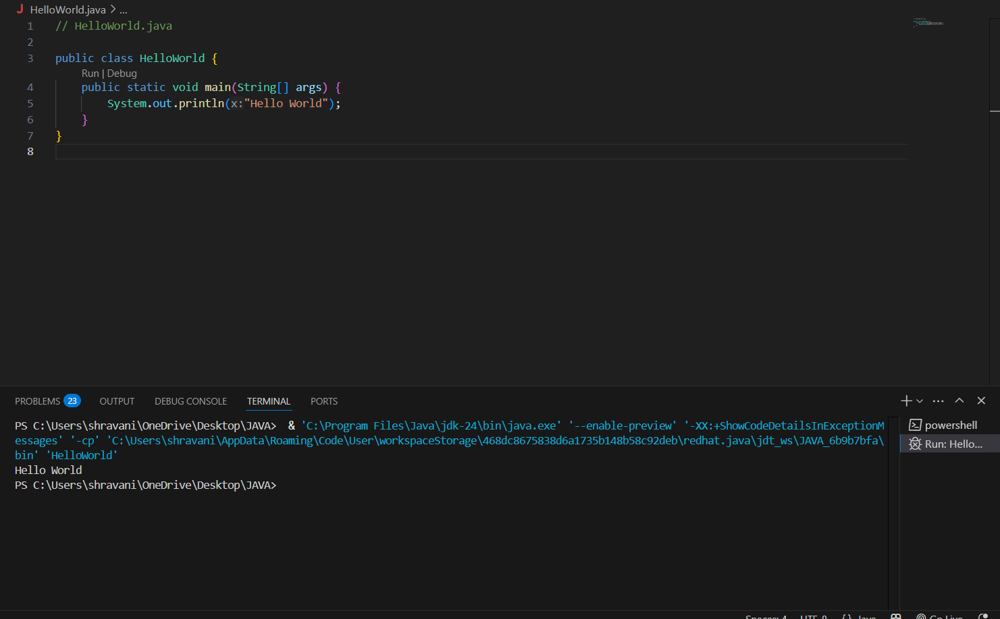 HelloWorld.java > ...
1 // HelloWorld.java
2
3 public class HelloWorld {
Run | Debug
4 public static void main(String[] args) {
5 System.out.println(x:"Hello World");
6 }
7 }
8
PROBLEMS 23 OUTPUT DEBUG CONSOLE TERMINAL PORTS
PS C:\Users\shravani\OneDrive\Desktop\JAVA> & 'C:\Program Files\Java\jdk-24\bin\java.exe' '--enable-preview' '-XX:+ShowCodeDetailsInExceptionM
essages' '-cp' 'C:\Users\shravani\AppData\Roaming\Code\User\workspaceStorage\468dc8675838d6a1735b148b58c92deb\redhat.java\jdt_ws\JAVA_6b9b7bfa\
bin' 'HelloWorld'
Hello World
PS C:\Users\shravani\OneDrive\Desktop\JAVA>
powershell
Run: Hello...
Spaces: 4 UTF-8 {} Java Go Live